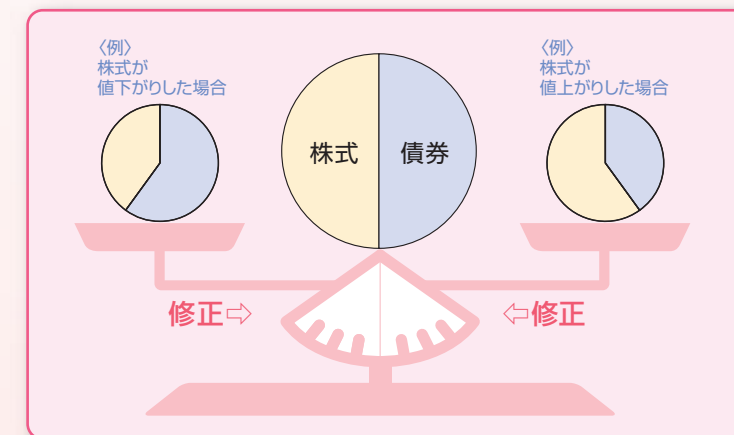 〈例〉
株式が
値下がりした場合
株式
債券
〈例〉
株式が
値上がりした場合
修正⇨
⇦修正